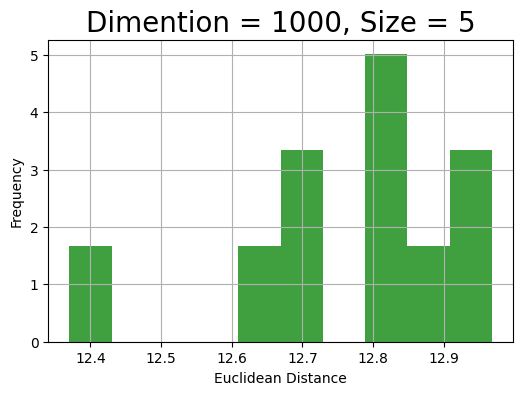 Dimention = 1000, Size = 5
5
4
3
2
1
0
Frequency
12.4 12.5 12.6 12.7 12.8 12.9
Euclidean Distance